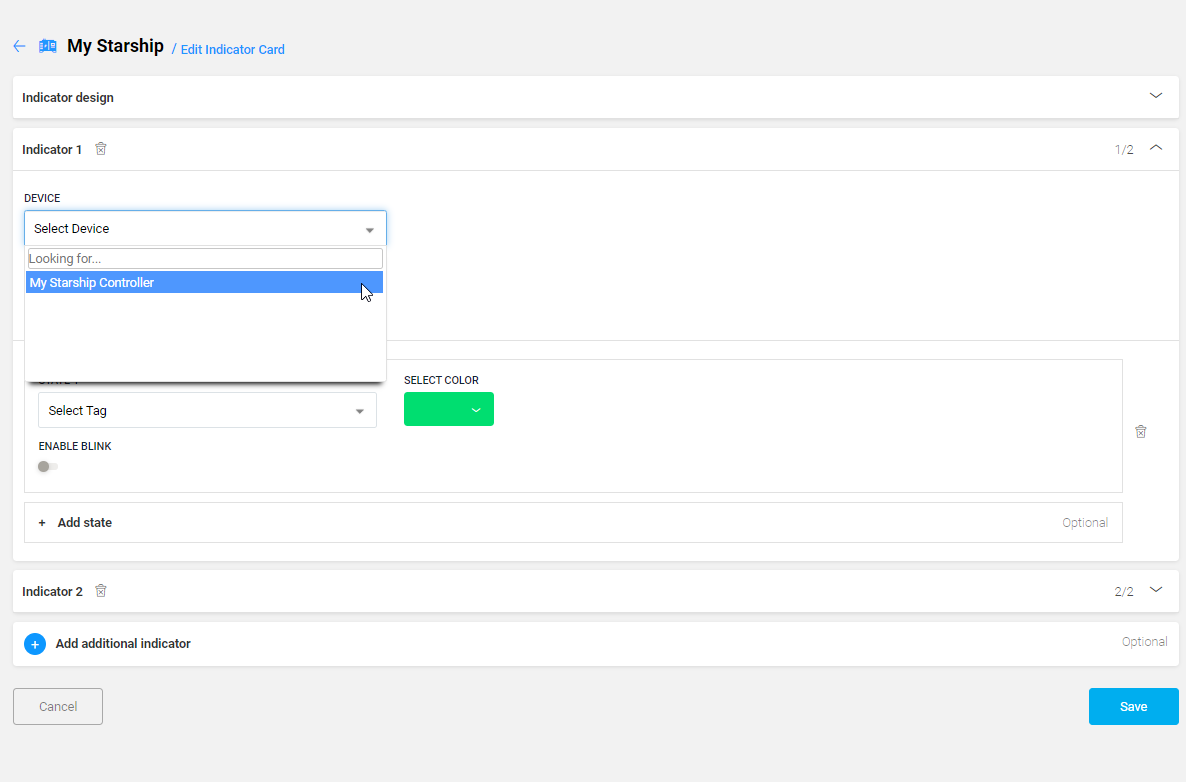 My Starship / Edit Indicator Card
Indicator design
Indicator 1 1/2
DEVICE
Select Device
Looking for...
My Starship Controller
SELECT COLOR
Select Tag
ENABLE BLINK
+ Add state Optional
Indicator 2 2/2
+ Add additional indicator Optional
Cancel Save